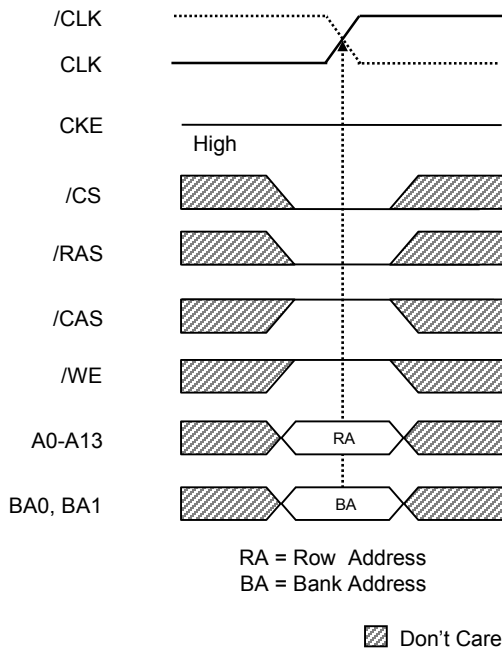 /CLK
CLK
CKE
High
/CS
/RAS
/CAS
/WE
A0-A13
RA
BA0, BA1
BA
RA = Row Address
BA = Bank Address
Don't Care